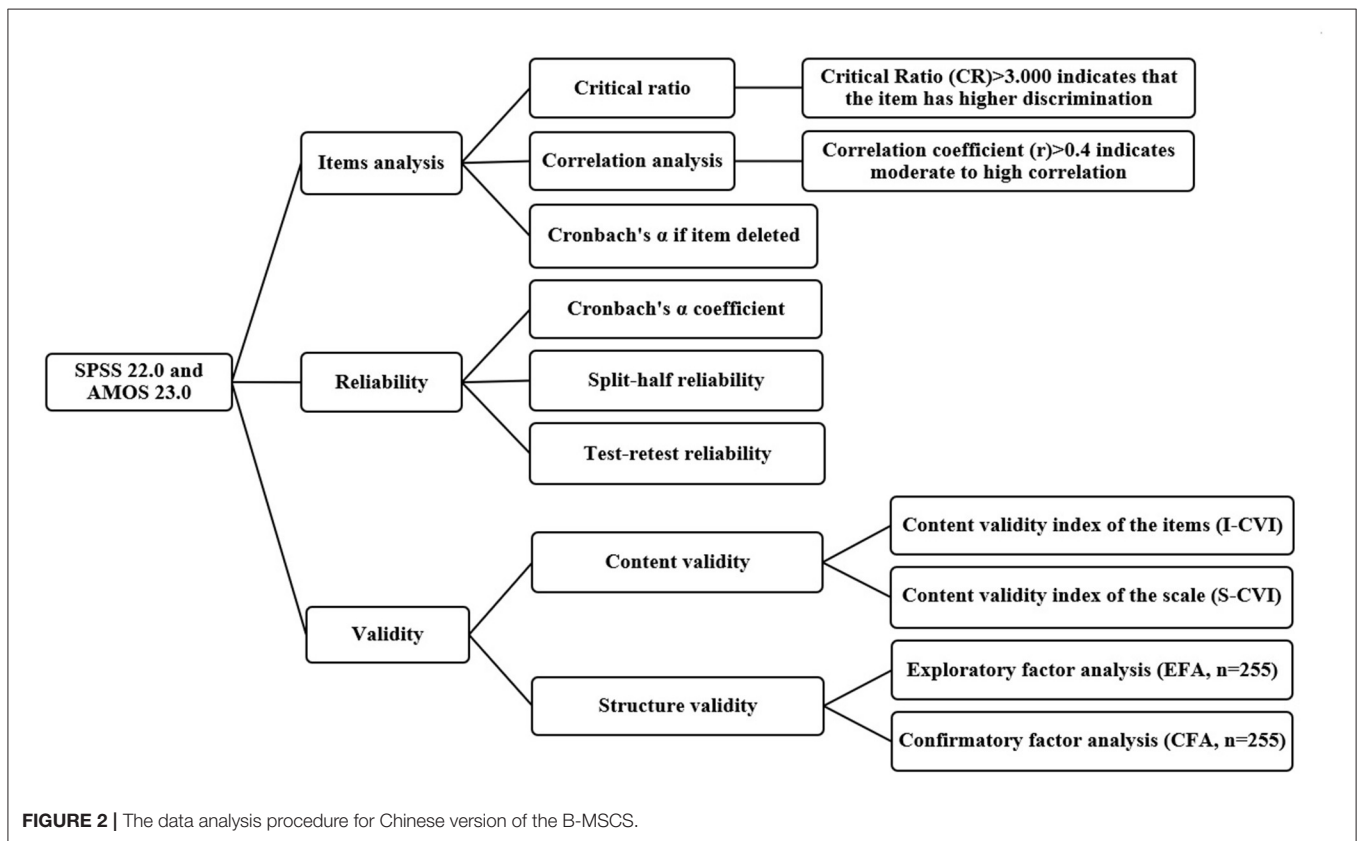 Critical ratio
Critical Ratio (CR)>3.000 indicates that
the item has higher discrimination
Items analysis
Correlation analysis
Correlation coefficient (r)>0.4 indicates
moderate to high correlation
Cronbach's α if item deleted
SPSS 22.0 and
AMOS 23.0
Reliability
Cronbach's α coefficient
Split-half reliability
Test-retest reliability
Validity
Content validity
Content validity index of the items (I-CVI)
Content validity index of the scale (S-CVI)
Structure validity
Exploratory factor analysis (EFA, n=255)
Confirmatory factor analysis (CFA, n=255)
FIGURE 2 | The data analysis procedure for Chinese version of the B-MSCS.